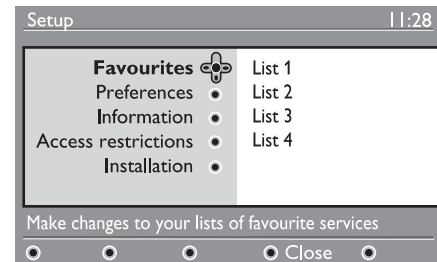 Setup 11:28
Favourites List 1
Preferences List 2
Information List 3
Access restrictions List 4
Installation
Make changes to your lists of favourite services
Close